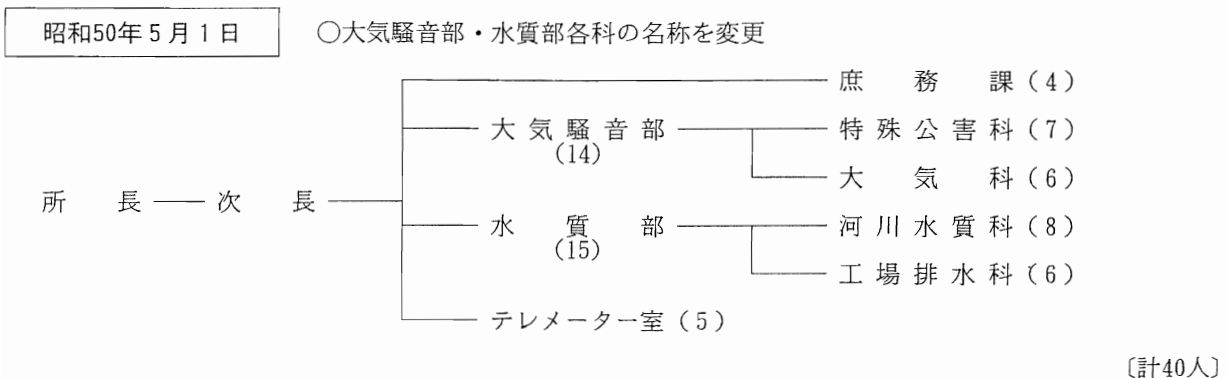 昭和50年5月1日 ○大気騒音部・水質部各科の名称を変更
庶務課(4)
大気騒音部 特殊公害科(7)
(14)
大気科(6)
所長 次長
水質部 河川水質科(8)
(15)
工場排水科(6)
テレメーター室(5)
〔計40人〕